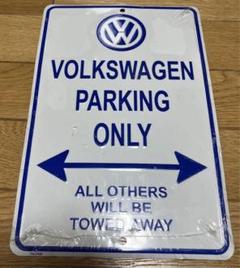 VOLKSWAGEN
PARKING
ONLY
ALL OTHERS
WILL BE
TOWED AWAY